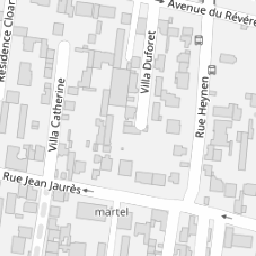 Avenue du Révére
Résidence Cloar
Villa Catherine
Villa Duforet
Rue Heynen
Rue Jean Jaurès
martel